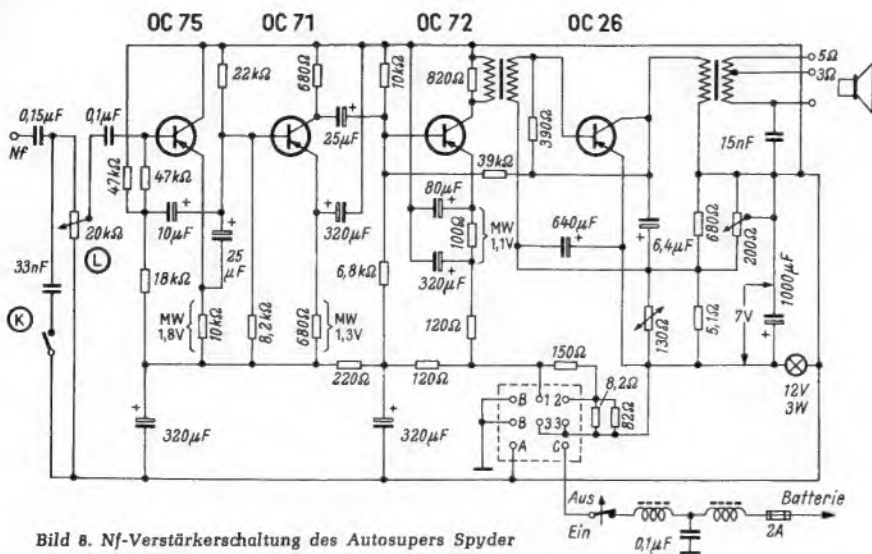 OC 75 OC 71 OC 72 OC 26
0,15µF
Nf
0,1µF
47kΩ
47kΩ
22kΩ
680Ω
25µF
10kΩ
820Ω
390Ω
39kΩ
5Ω
3Ω
15nF
20kΩ
L
33nF
K
10µF
25
µF
18kΩ
MW
1,8V
10kΩ
8,2kΩ
320µF
680Ω
MW
1,3V
6,8kΩ
80µF
100Ω
MW
1,1V
320µF
120Ω
640µF
6,4µF
680Ω
200Ω
130Ω
5,1Ω
7V
1000µF
12V
3W
220Ω
120Ω
150Ω
8,2Ω
82Ω
320µF
320µF
B 1 2
B 3 3
A C
Aus
Ein
0,1µF
2A
Batterie
+
+
+
+
+
+
+
+
+
+
+
Bild 8. Nf-Verstärkerschaltung des Autosupers Spyder